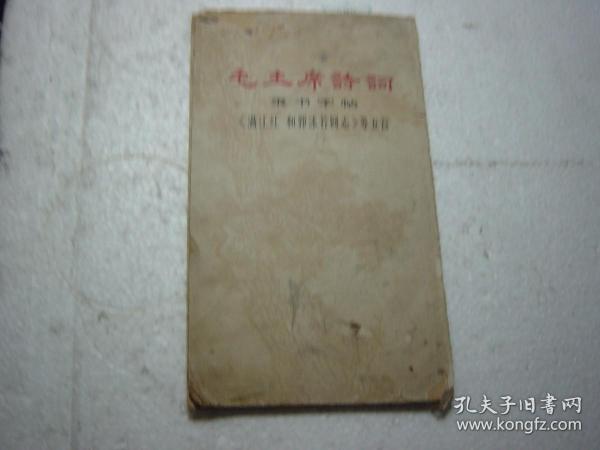 毛主席詩詞
隶书字帖
《满江红 和郭沫若同志》等五首
孔夫子旧書网
www.kongfz.com